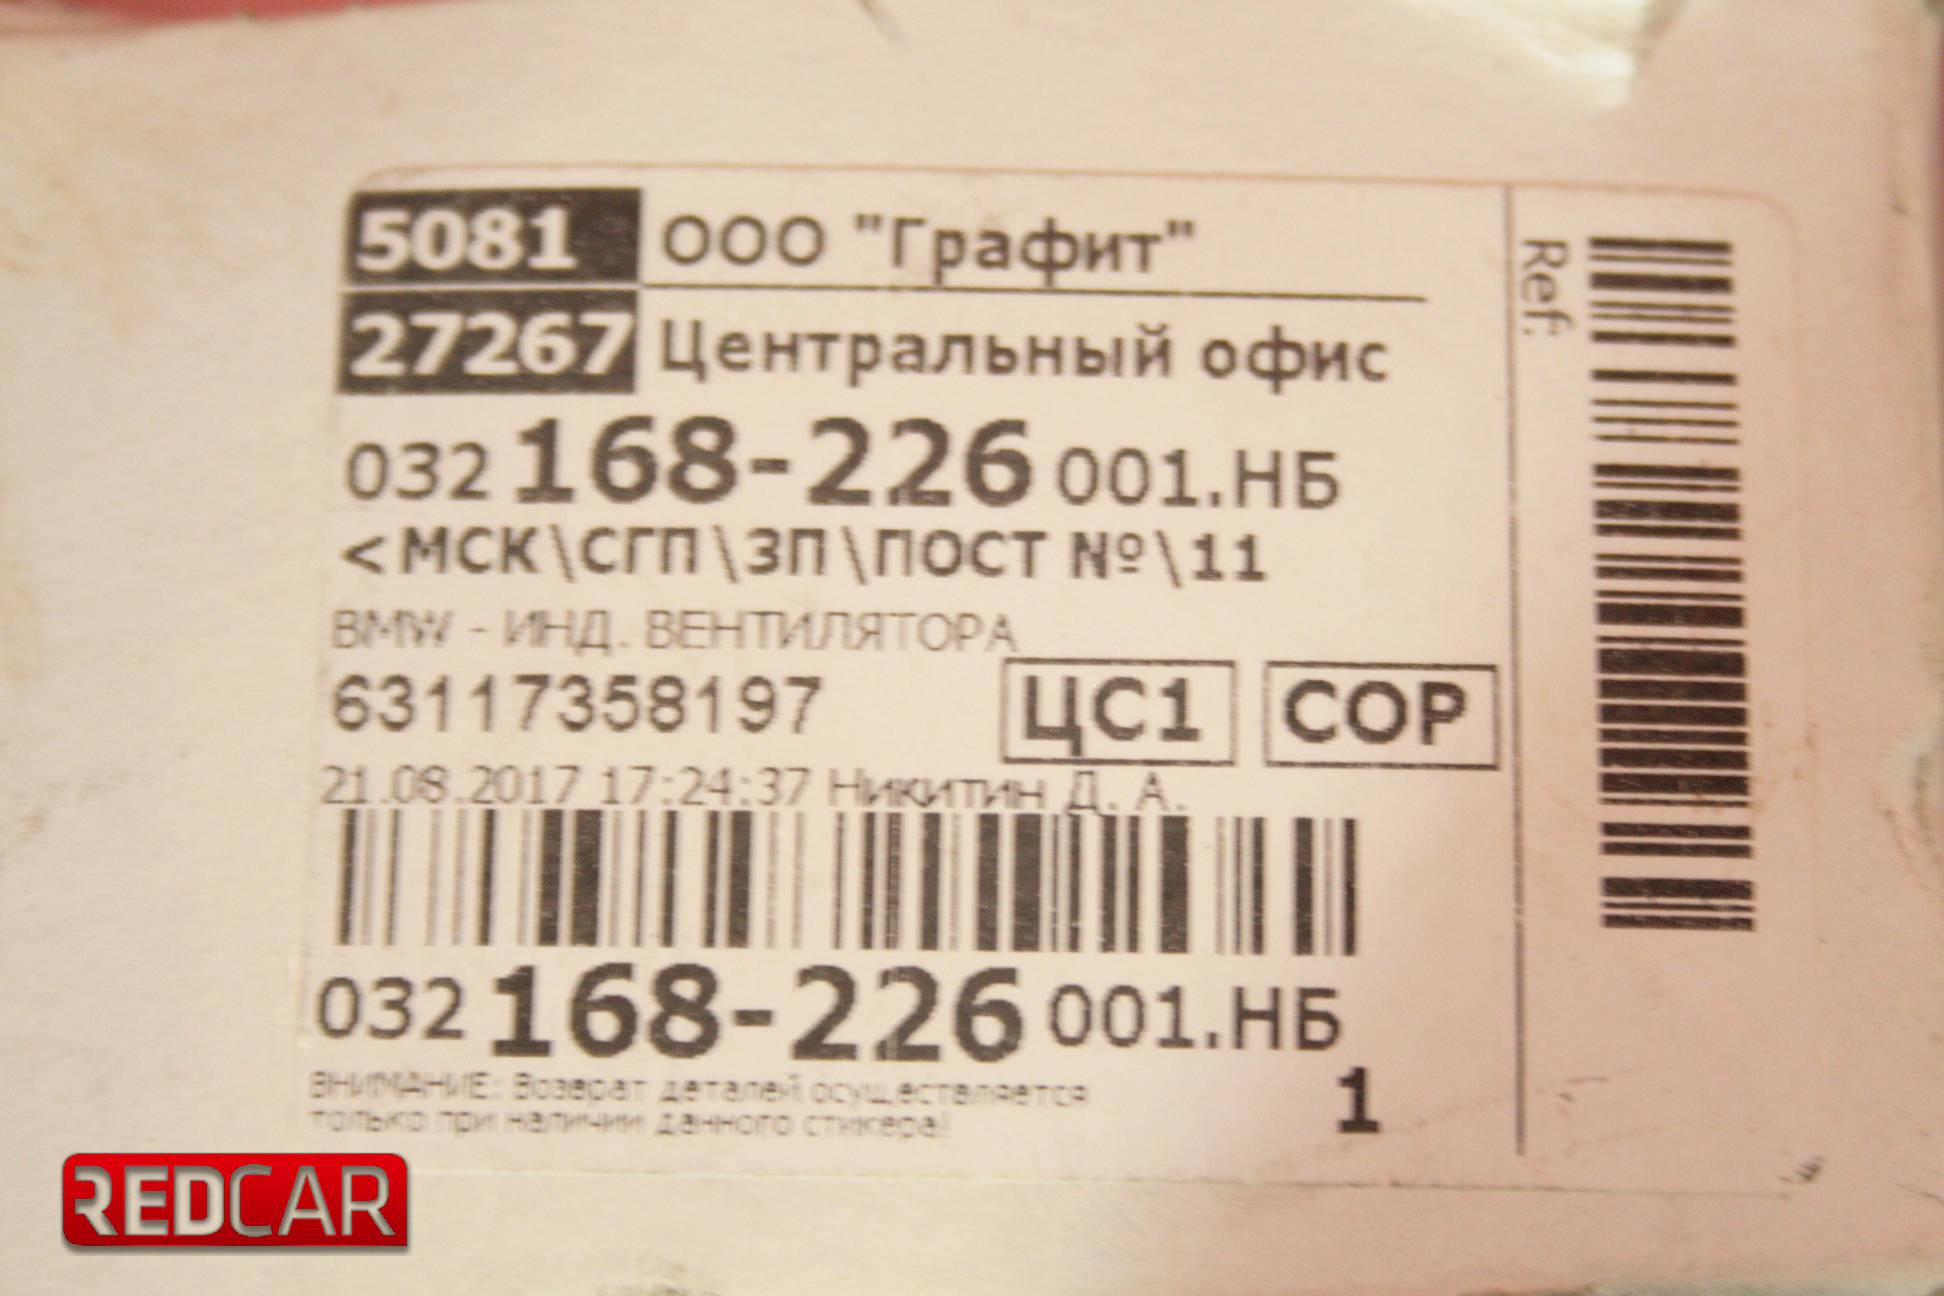 5081 ООО "Графит"
27267 Центральный офис
032 168-226 001.НБ
<МСК\СГП\ЗП\ПОСТ №\11
BMW - ИНД. ВЕНТИЛЯТОРА
63117358197
ЦС1 СОР
21.08.2017 17:24:37 Никитин Д. А.
032 168-226 001.НБ
ВНИМАНИЕ: Возврат деталей осуществляется
только при наличии данного стикера!
1
Ref:
REDCAR